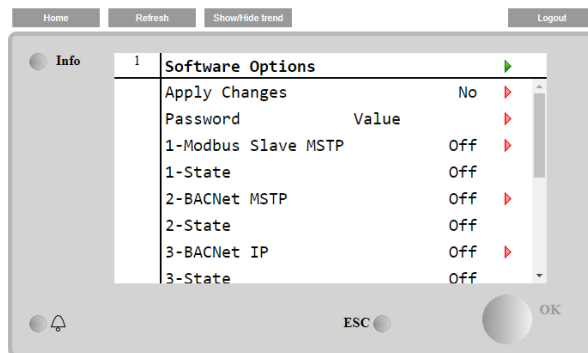 Home Refresh Show/Hide trend Logout
Info 1 Software Options
Apply Changes No
Password Value
1-Modbus Slave MSTP Off
1-State Off
2-BACNet MSTP Off
2-State Off
3-BACNet IP Off
3-State Off
ESC OK